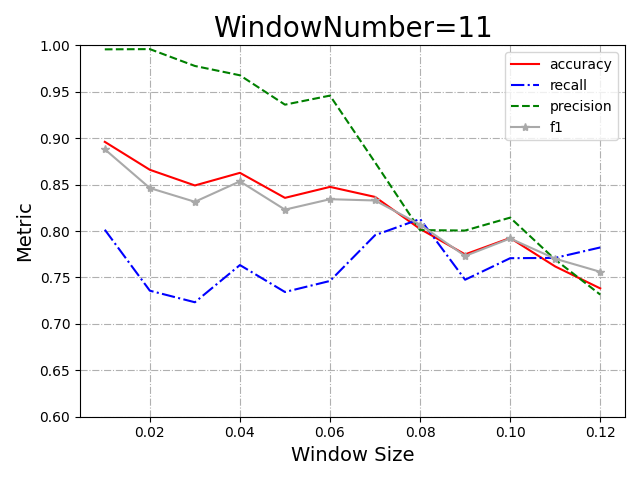 WindowNumber=11
1.00
0.95
0.90
0.85
0.80
0.75
0.70
0.65
0.60
Metric
accuracy
recall
precision
f1
0.02 0.04 0.06 0.08 0.10 0.12
Window Size